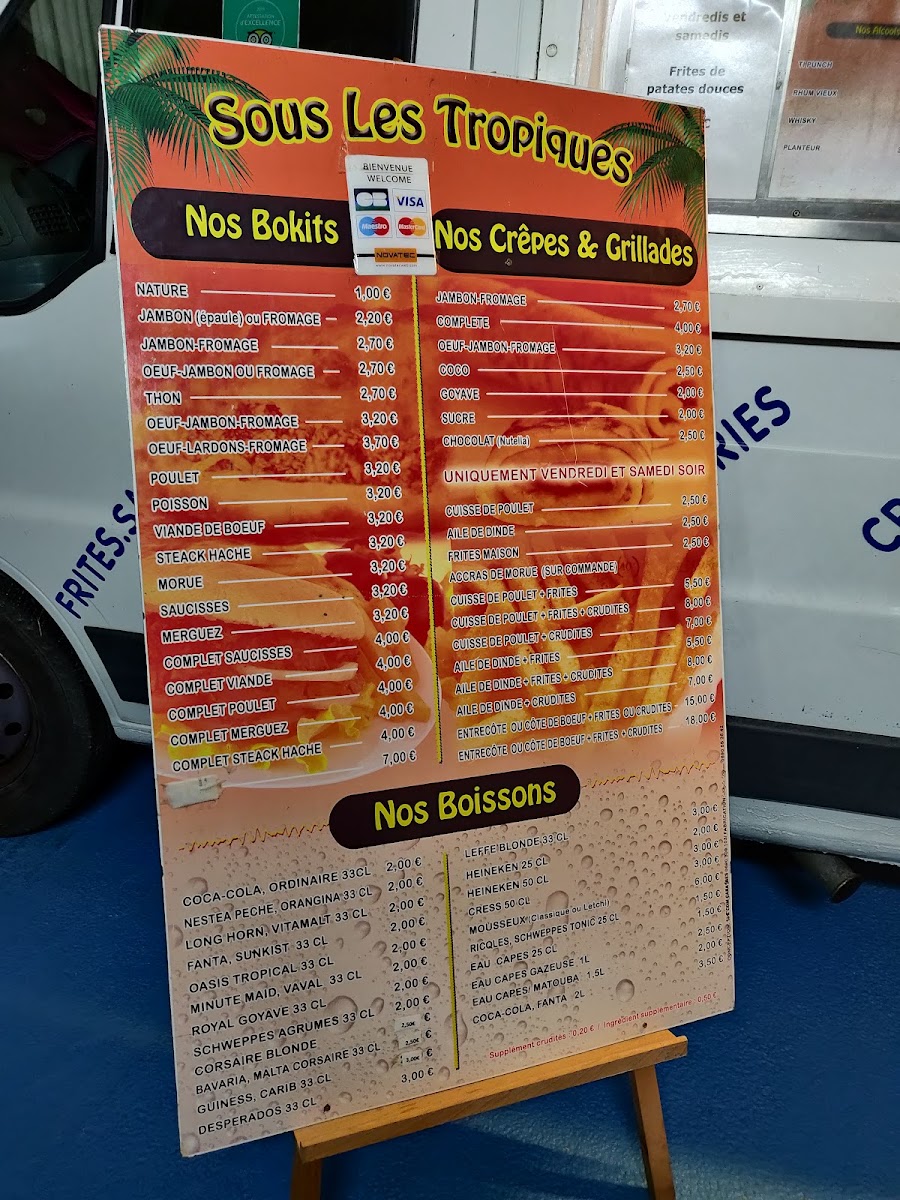 APTITUDE D'EXCELLENCE
Vendredis et
samedis
Frites de
patates douces
Nos Alcools
TI PUNCH
RHUM VIEUX
WHISKY
PLANTEUR
Sous Les Tropiques
BIENVENUE
WELCOME
CB VISA
Maestro MasterCard
NOVATEC
Nos Bokits
NATURE 1,00 €
JAMBON (épaule) ou FROMAGE 2,20 €
JAMBON-FROMAGE 2,70 €
OEUF-JAMBON OU FROMAGE 2,70 €
THON 2,70 €
OEUF-JAMBON-FROMAGE 3,20 €
OEUF-LARDONS-FROMAGE 3,70 €
POULET 3,20 €
POISSON 3,20 €
VIANDE DE BOEUF 3,20 €
STEACK HACHE 3,20 €
MORUE 3,20 €
SAUCISSES 3,20 €
MERGUEZ 3,20 €
COMPLET SAUCISSES 4,00 €
COMPLET VIANDE 4,00 €
COMPLET POULET 4,00 €
COMPLET MERGUEZ 4,00 €
COMPLET STEACK HACHE 4,00 €
7,00 €
Nos Crêpes & Grillades
JAMBON-FROMAGE 2,70 €
COMPLETE 4,00 €
OEUF-JAMBON-FROMAGE 3,20 €
COCO 2,50 €
GOYAVE 2,00 €
SUCRE 2,00 €
CHOCOLAT (Nutella) 2,50 €
UNIQUEMENT VENDREDI ET SAMEDI SOIR
CUISSE DE POULET 2,50 €
AILE DE DINDE 2,50 €
FRITES MAISON 2,50 €
ACCRAS DE MORUE (SUR COMMANDE)
CUISSE DE POULET + FRITES 5,50 €
CUISSE DE POULET + FRITES + CRUDITES 8,00 €
CUISSE DE POULET + CRUDITES 7,00 €
AILE DE DINDE + FRITES 5,50 €
AILE DE DINDE + FRITES + CRUDITES 8,00 €
AILE DE DINDE + CRUDITES 7,00 €
ENTRECÔTE OU CÔTE DE BOEUF + FRITES OU CRUDITES 15,00 €
ENTRECÔTE OU CÔTE DE BOEUF + FRITES + CRUDITES 18,00 €
Nos Boissons
COCA-COLA, ORDINAIRE 33CL 2,00 €
NESTEA PECHE, ORANGINA 33CL 2,00 €
LONG HORN, VITAMALT 33 CL 2,00 €
FANTA, SUNKIST 33 CL 2,00 €
OASIS TROPICAL 33 CL 2,00 €
MINUTE MAID, VAVAL 33 CL 2,00 €
ROYAL GOYAVE 33 CL 2,00 €
SCHWEPPES AGRUMES 33 CL 2,00 €
CORSAIRE BLONDE 2,50€ €
BAVARIA, MALTA CORSAIRE 33 CL 2,50€ €
GUINESS, CARIB 33 CL 3,00€ €
DESPERADOS 33 CL 3,00 €
LEFFE BLONDE 33 CL 3,00 €
HEINEKEN 25 CL 2,00 €
HEINEKEN 50 CL 3,00 €
CRESS 50 CL 3,00 €
MOUSSEUX (Classique ou Letchi) 6,00 €
RICQLES, SCHWEPPES TONIC 25 CL 1,50 €
EAU CAPES 25 CL 1,50 €
EAU CAPES GAZEUSE 1L 2,50 €
EAU CAPES/ MATOUBA 1,5L 2,00 €
COCA-COLA, FANTA 2L 3,50 €
Supplément crudités : 0,20 € / Ingrédient supplémentaire : 0,50 €
FRITES.SA
RIES